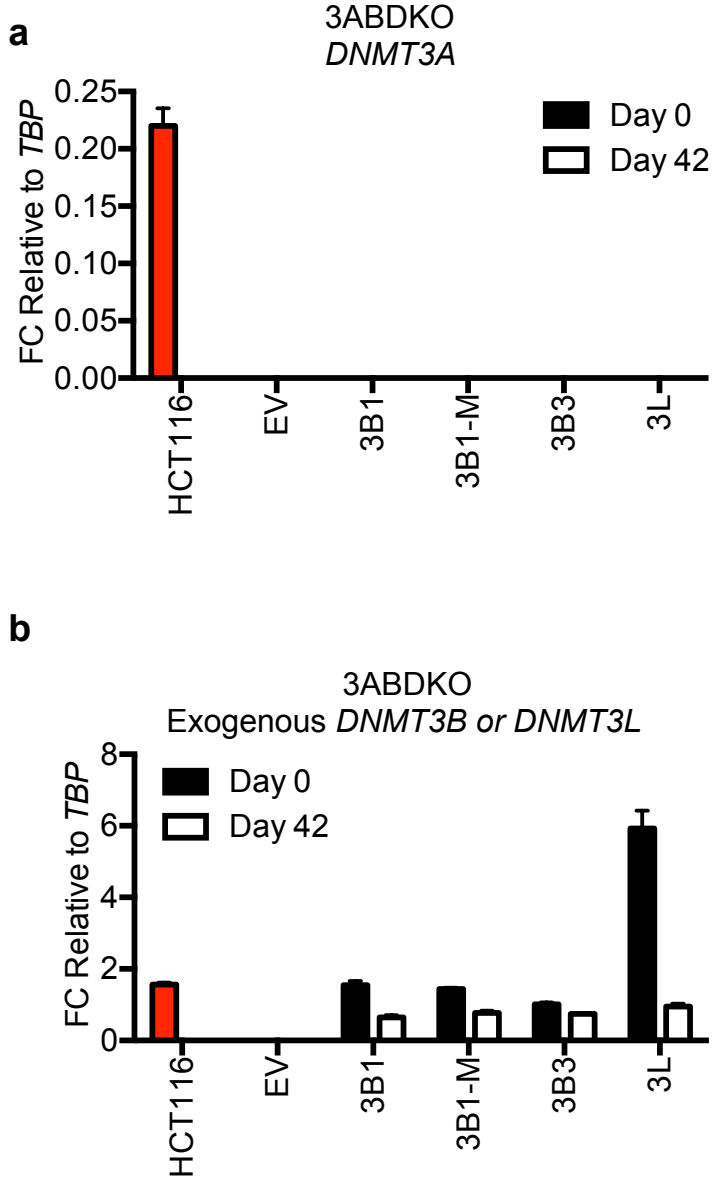 a
3ABDKO
DNMT3A
FC Relative to TBP
0.25
0.20
0.15
0.10
0.05
0.00
Day 0
Day 42
HCT116
EV
3B1
3B1-M
3B3
3L
b
3ABDKO
Exogenous DNMT3B or DNMT3L
FC Relative to TBP
8
6
4
2
0
Day 0
Day 42
HCT116
EV
3B1
3B1-M
3B3
3L